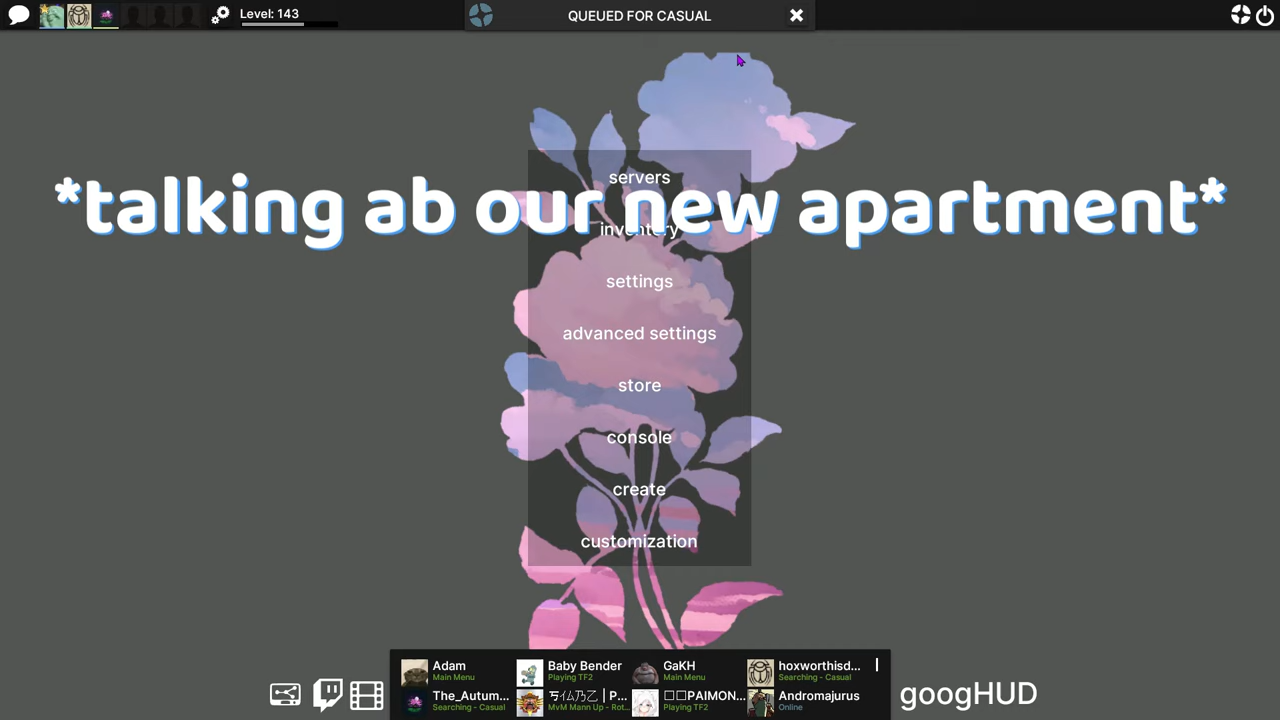 Level: 143
QUEUED FOR CASUAL
servers
*talking ab our new apartment*
inventory
settings
advanced settings
store
console
create
customization
Adam
Main Menu
Baby Bender
Playing TF2
GaKH
Main Menu
hoxworthisd...
Searching - Casual
The_Autum...
Searching - Casual
MvM Mann Up - Rot...
□□PAIMON...
Playing TF2
Andromajurus
Online
googHUD